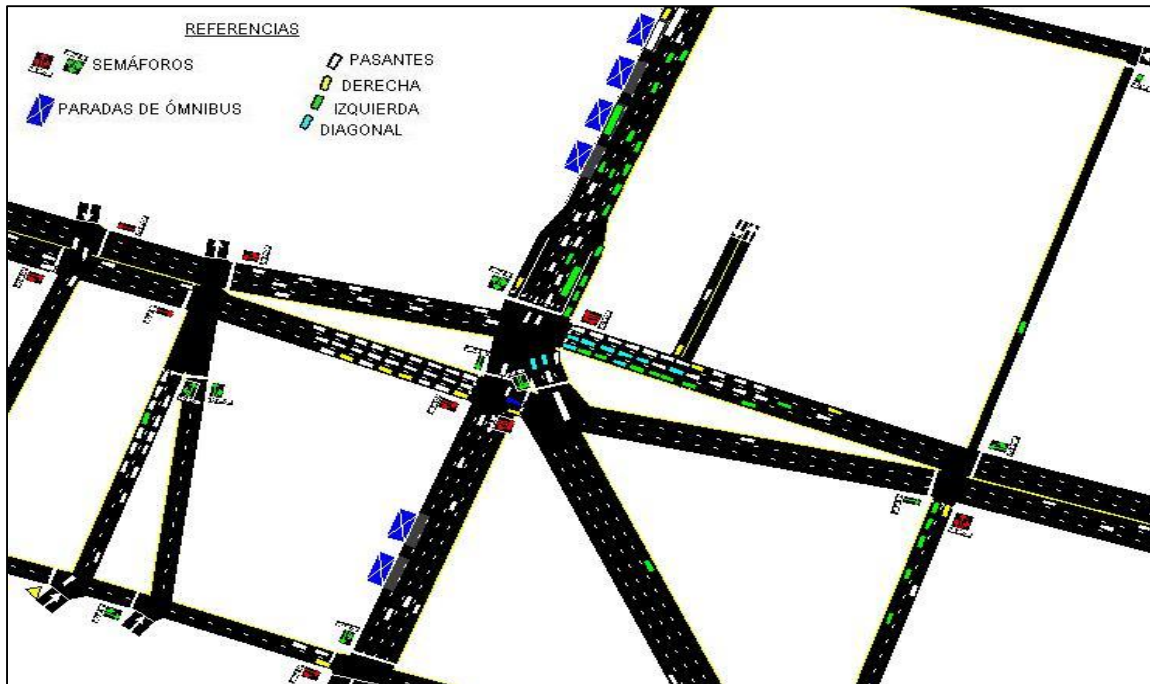 REFERENCIAS
SEMÁFOROS
PARADAS DE ÓMNIBUS
PASANTES
DERECHA
IZQUIERDA
DIAGONAL